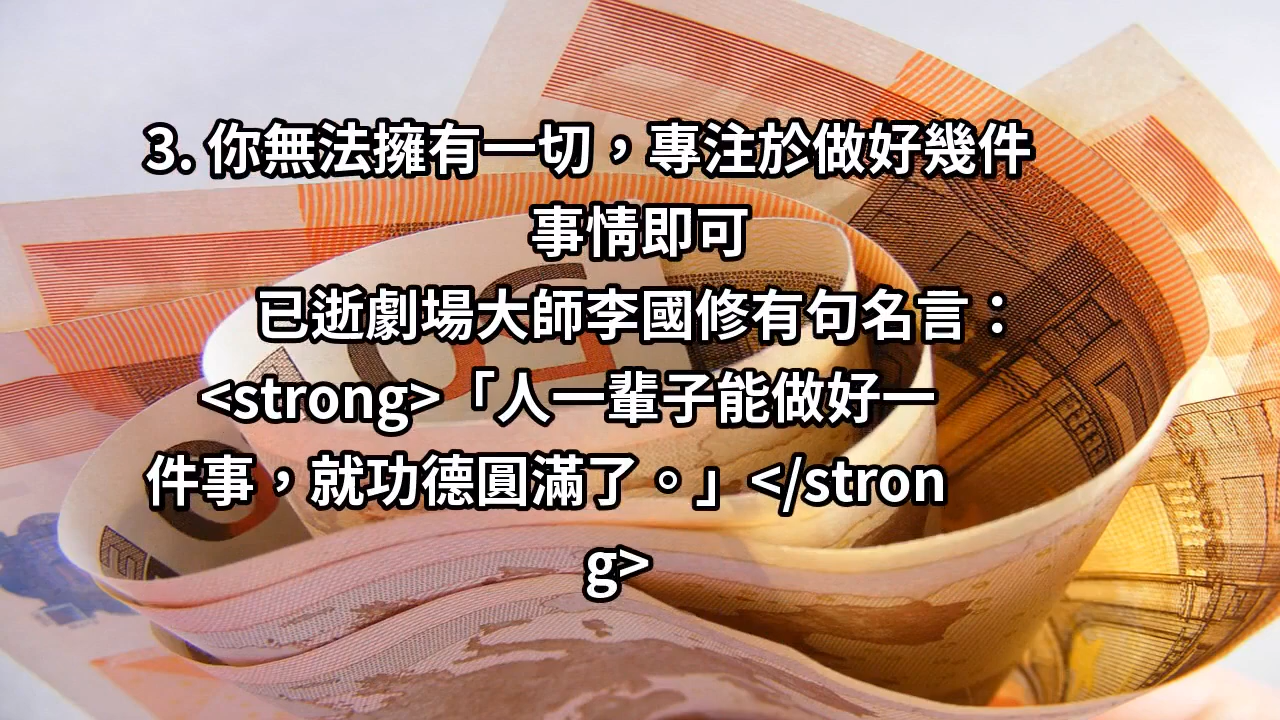 3. 你無法擁有一切，專注於做好幾件
事情即可
已逝劇場大師李國修有句名言：
<strong>「人一輩子能做好一
件事，就功德圓滿了。」</stron
g>
50